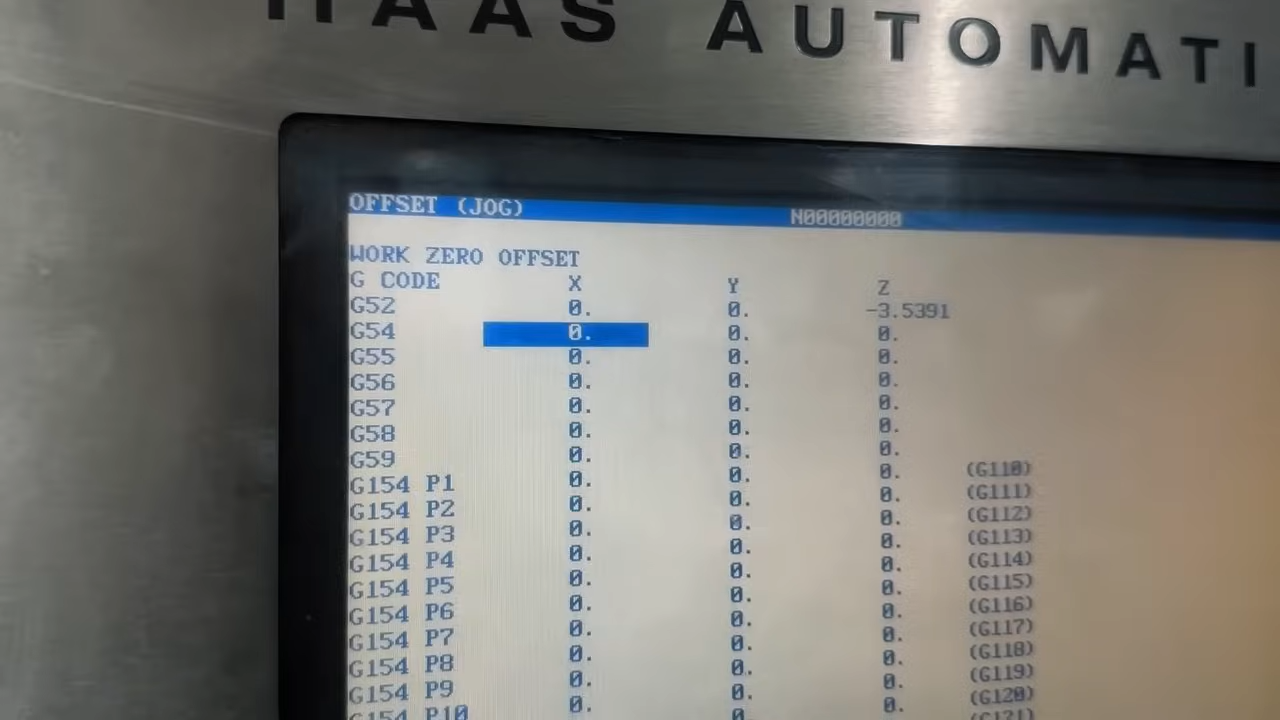 HAAS AUTOMATI
OFFSET (JOG) N00000000
WORK ZERO OFFSET
G CODE X Y Z
G52 0. 0. -3.5391
G54 0. 0. 0.
G55 0. 0. 0.
G56 0. 0. 0.
G57 0. 0. 0.
G58 0. 0. 0.
G59 0. 0. 0.
G154 P1 0. 0. 0. (G110)
G154 P2 0. 0. 0. (G111)
G154 P3 0. 0. 0. (G112)
G154 P4 0. 0. 0. (G113)
G154 P5 0. 0. 0. (G114)
G154 P6 0. 0. 0. (G115)
G154 P7 0. 0. 0. (G116)
G154 P8 0. 0. 0. (G117)
G154 P9 0. 0. 0. (G118)
G154 P10 0. 0. 0. (G119)
(G120)
(G121)